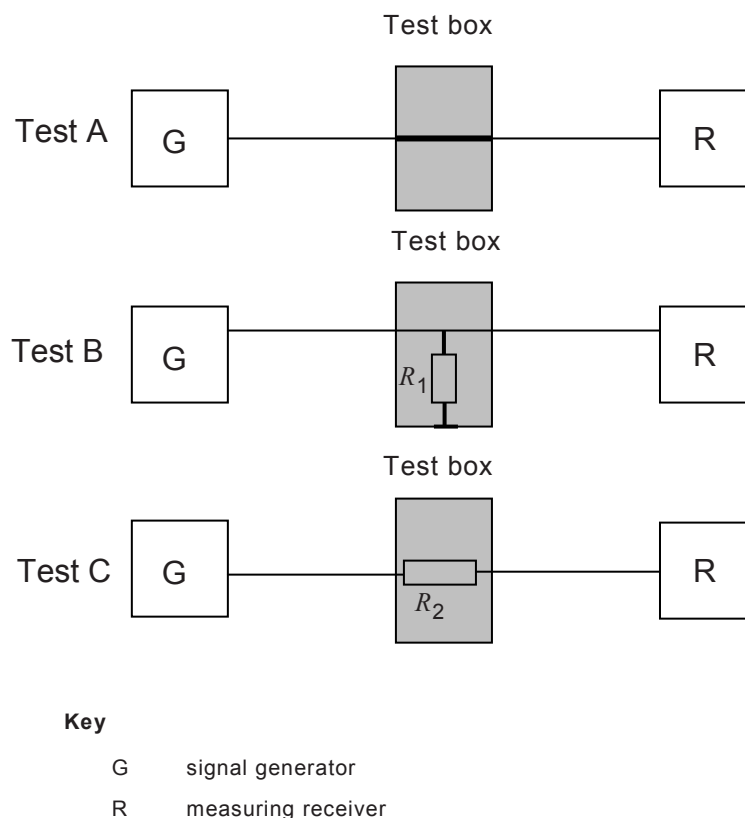 Test box
Test A G R
Test box
Test B G R
R1
Test box
Test C G R
R2
Key
G signal generator
R measuring receiver